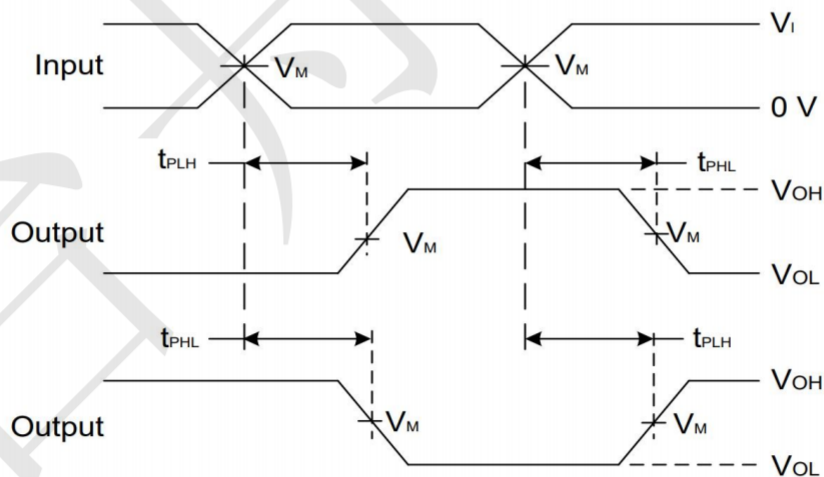 VI
Input VM VM
0 V
tPLH tPHL
VOH
Output VM VM
VOL
tPHL tPLH
VOH
Output VM VM
VOL